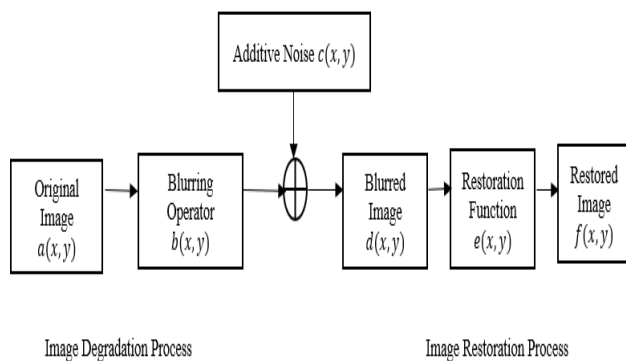 Additive Noise c(x, y)
Original
Image
a(x, y)
Blurring
Operator
b(x, y)
Blurred
Image
d(x, y)
Restoration
Function
e(x, y)
Restored
Image
f(x, y)
Image Degradation Process
Image Restoration Process